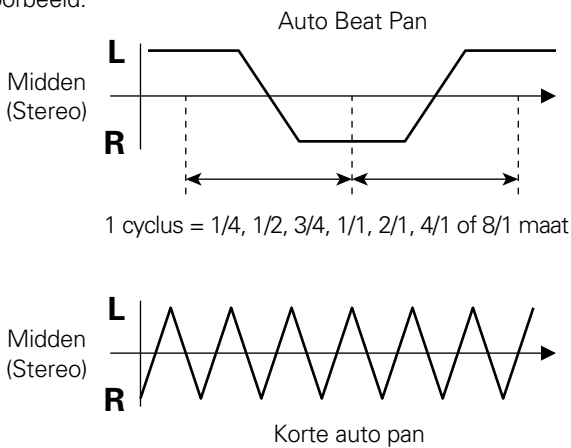 Auto Beat Pan
L
Midden
(Stereo)
R
1 cyclus = 1/4, 1/2, 3/4, 1/1, 2/1, 4/1 of 8/1 maat
L
Midden
(Stereo)
R
Korte auto pan